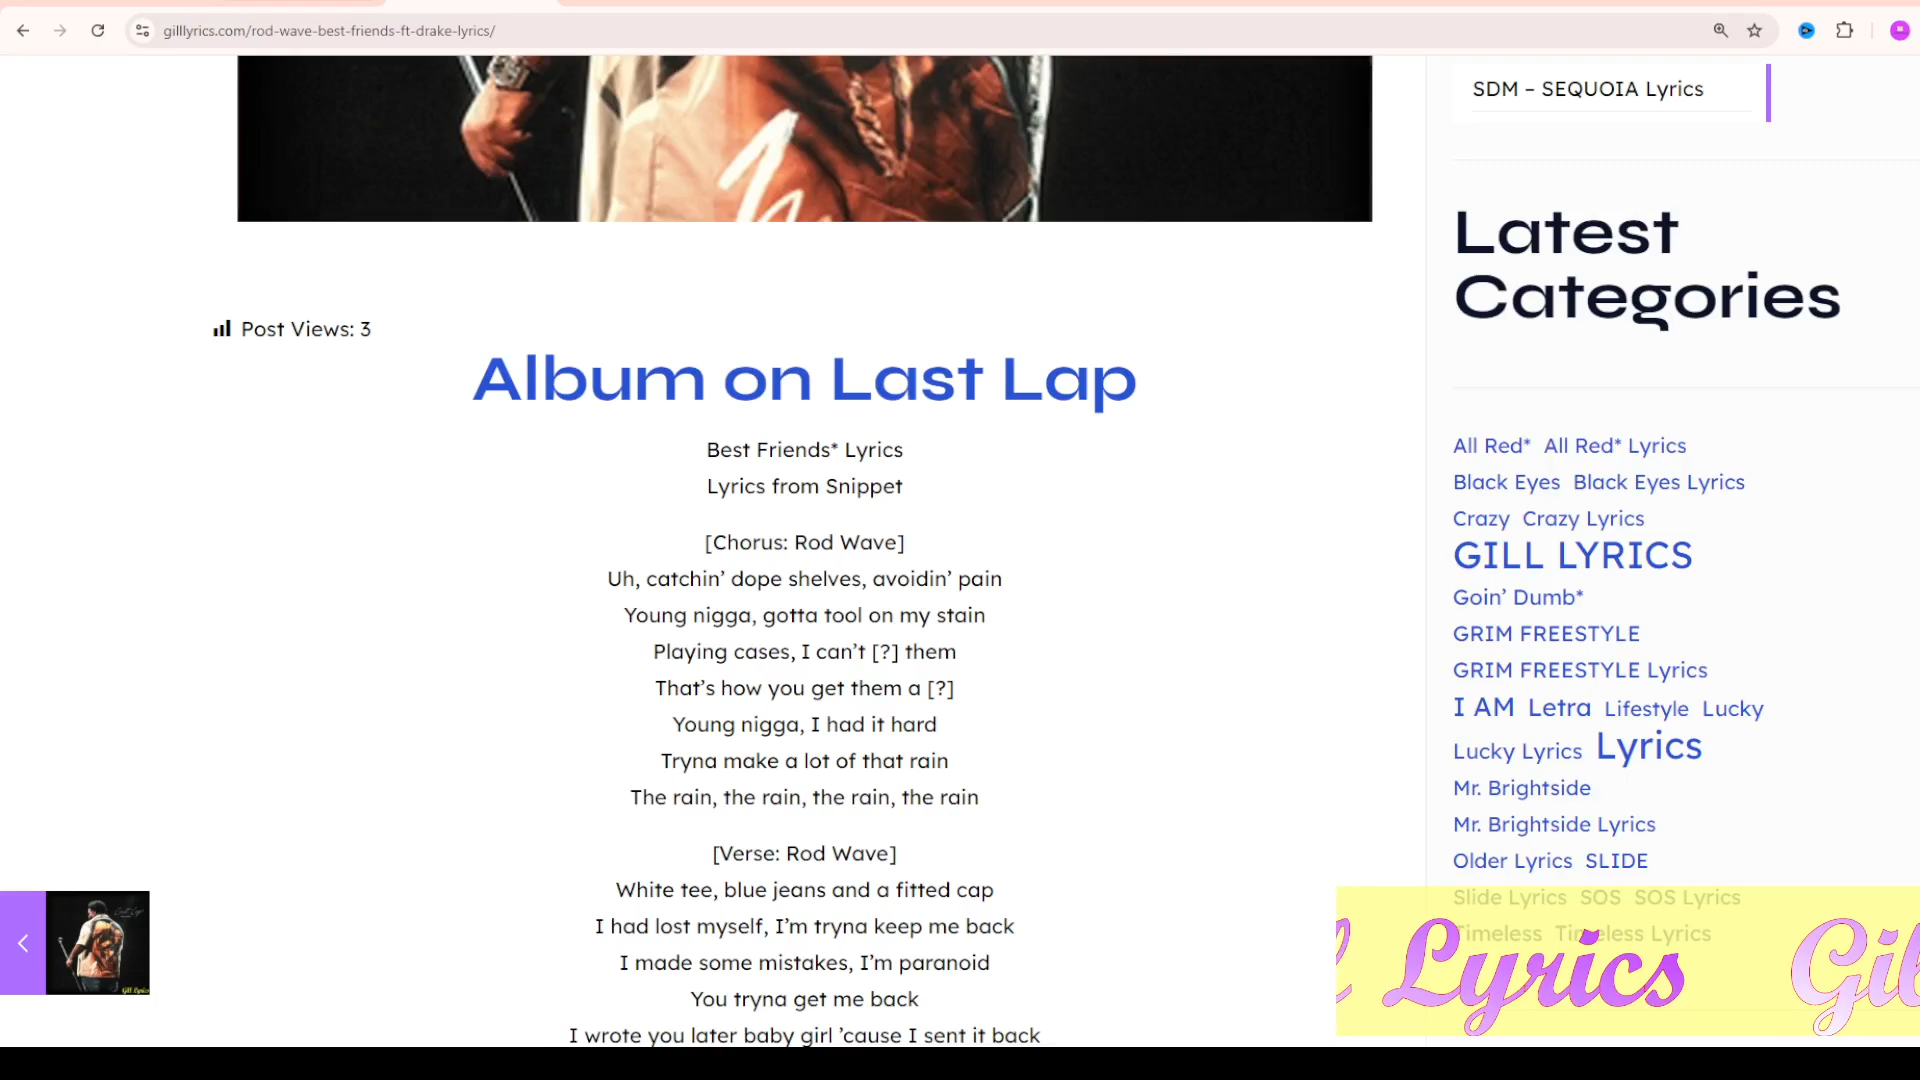 gilllyrics.com/rod-wave-best-friends-ft-drake-lyrics/
SDM – SEQUOIA Lyrics
Latest
Categories
Post Views: 3
Album on Last Lap
Best Friends* Lyrics
Lyrics from Snippet
[Chorus: Rod Wave]
Uh, catchin’ dope shelves, avoidin’ pain
Young nigga, gotta tool on my stain
Playing cases, I can’t [?] them
That’s how you get them a [?]
Young nigga, I had it hard
Tryna make a lot of that rain
The rain, the rain, the rain, the rain
[Verse: Rod Wave]
White tee, blue jeans and a fitted cap
I had lost myself, I’m tryna keep me back
I made some mistakes, I’m paranoid
You tryna get me back
I wrote you later baby girl ’cause I sent it back
All Red* All Red* Lyrics
Black Eyes Black Eyes Lyrics
Crazy Crazy Lyrics
GILL LYRICS
Goin’ Dumb*
GRIM FREESTYLE
GRIM FREESTYLE Lyrics
I AM Letra Lifestyle Lucky
Lucky Lyrics Lyrics
Mr. Brightside
Mr. Brightside Lyrics
Older Lyrics SLIDE
Slide Lyrics SOS SOS Lyrics
Timeless Timeless Lyrics
Lyrics
Gill Lyrics